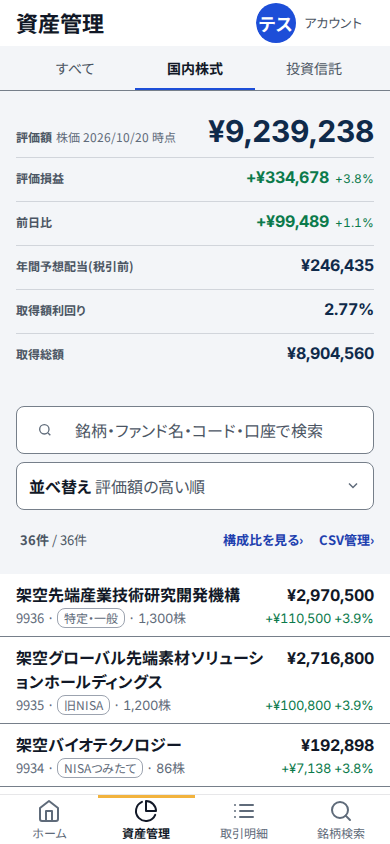 資産管理
テス アカウント
すべて 国内株式 投資信託
評価額 株価 2026/10/20 時点 ¥9,239,238
評価損益 +¥334,678 +3.8%
前日比 +¥99,489 +1.1%
年間予想配当(税引前) ¥246,435
取得額利回り 2.77%
取得総額 ¥8,904,560
銘柄・ファンド名・コード・口座で検索
並べ替え 評価額の高い順
36件 / 36件 構成比を見る› CSV管理›
架空先端産業技術研究開発機構 ¥2,970,500
9936 · 特定・一般 · 1,300株 +¥110,500 +3.9%
架空グローバル先端素材ソリューシ ¥2,716,800
ョンホールディングス
9935 · 旧NISA · 1,200株 +¥100,800 +3.9%
架空バイオテクノロジー ¥192,898
9934 · NISAつみたて · 86株 +¥7,138 +3.8%
ホーム 資産管理 取引明細 銘柄検索